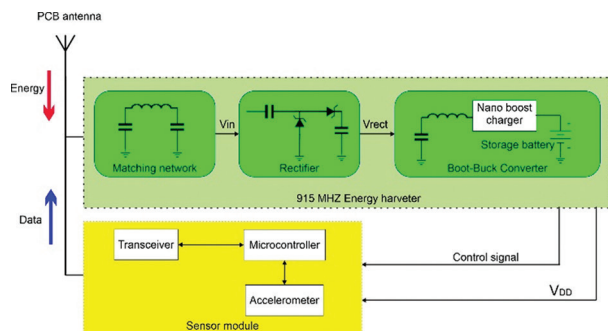 PCB antenna
Energy
Data
Vin
Vrect
Nano boost
charger
Storage battery
Matching network
Rectifier
Boot-Buck Converter
915 MHZ Energy harveter
Transceiver
Microcontroller
Accelerometer
Sensor module
Control signal
VDD